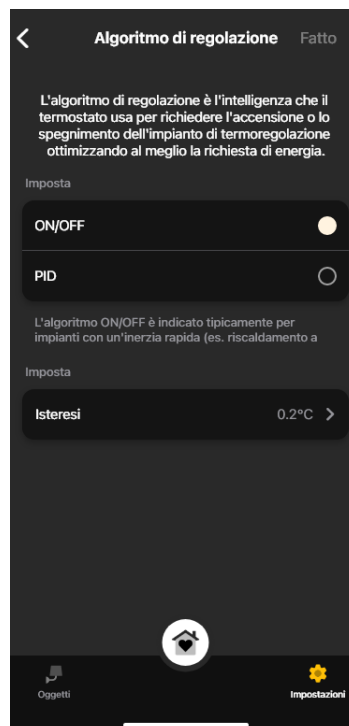 Algoritmo di regolazione Fatto
L'algoritmo di regolazione è l'intelligenza che il
termostato usa per richiedere l'accensione o lo
spegnimento dell'impianto di termoregolazione
ottimizzando al meglio la richiesta di energia.
Imposta
ON/OFF
PID
L'algoritmo ON/OFF è indicato tipicamente per
impianti con un'inerzia rapida (es. riscaldamento a
Imposta
Isteresi 0.2°C
Oggetti Impostazioni